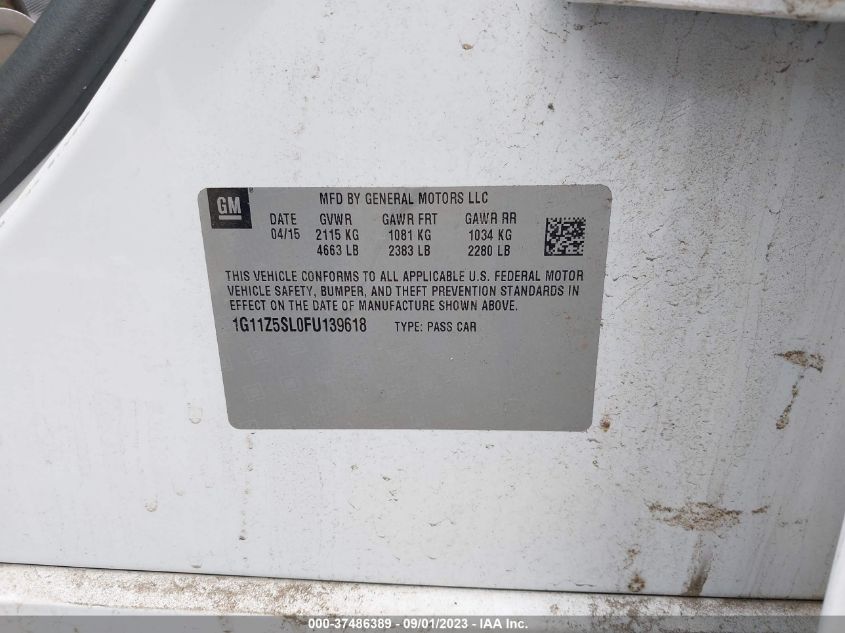 GM ® MFD BY GENERAL MOTORS LLC
DATE GVWR GAWR FRT GAWR RR
04/15 2115 KG 1081 KG 1034 KG
4663 LB 2383 LB 2280 LB
THIS VEHICLE CONFORMS TO ALL APPLICABLE U.S. FEDERAL MOTOR
VEHICLE SAFETY, BUMPER, AND THEFT PREVENTION STANDARDS IN
EFFECT ON THE DATE OF MANUFACTURE SHOWN ABOVE.
1G11Z5SL0FU139618 TYPE: PASS CAR
000-37486389 - 09/01/2023 - IAA Inc.